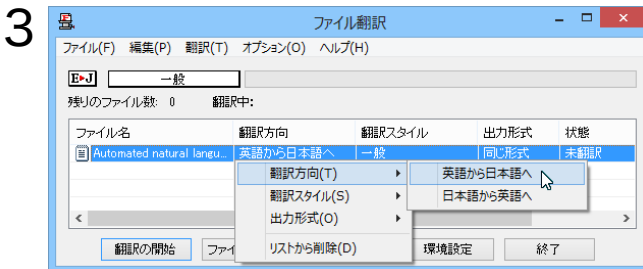 3
ファイル翻訳
ファイル(F) 編集(P) 翻訳(T) オプション(O) ヘルプ(H)
E▸J 一般
残りのファイル数: 0 翻訳中:
ファイル名 翻訳方向 翻訳スタイル 出力形式 状態
Automated natural langu... 英語から日本語へ 一般 同じ形式 未翻訳
翻訳方向(T) 英語から日本語へ
翻訳スタイル(S) 日本語から英語へ
出力形式(O)
リストから削除(D)
翻訳の開始 ファイ 環境設定 終了